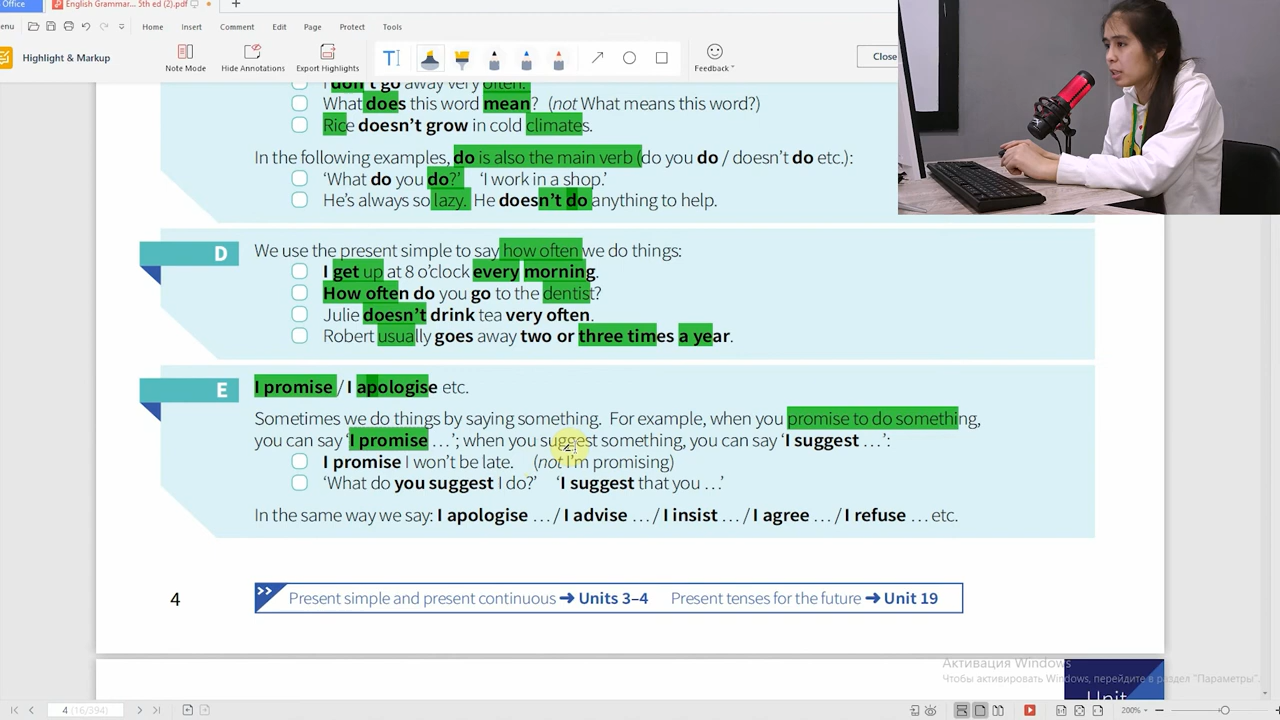 Office
English Grammar... 5th ed (2).pdf
enu
Home
Insert
Comment
Edit
Page
Protect
Tools
Highlight & Markup
Note Mode
Hide Annotations
Export Highlights
Feedback
Close
I don't go away very often.
What does this word mean? (not What means this word?)
Rice doesn't grow in cold climates.
In the following examples, do is also the main verb (do you do / doesn't do etc.):
'What do you do?' 'I work in a shop.'
He's always so lazy. He doesn't do anything to help.
D
We use the present simple to say how often we do things:
I get up at 8 o'clock every morning.
How often do you go to the dentist?
Julie doesn't drink tea very often.
Robert usually goes away two or three times a year.
E
I promise / I apologise etc.
Sometimes we do things by saying something. For example, when you promise to do something,
you can say 'I promise …'; when you suggest something, you can say 'I suggest …':
I promise I won't be late. (not I'm promising)
'What do you suggest I do?' 'I suggest that you …'
In the same way we say: I apologise … / I advise … / I insist … / I agree … / I refuse … etc.
4
>> Present simple and present continuous ➜ Units 3–4 Present tenses for the future ➜ Unit 19
Активация Windows
Чтобы активировать Windows, перейдите в раздел "Параметры".
Unit
4 (16/394)
200%